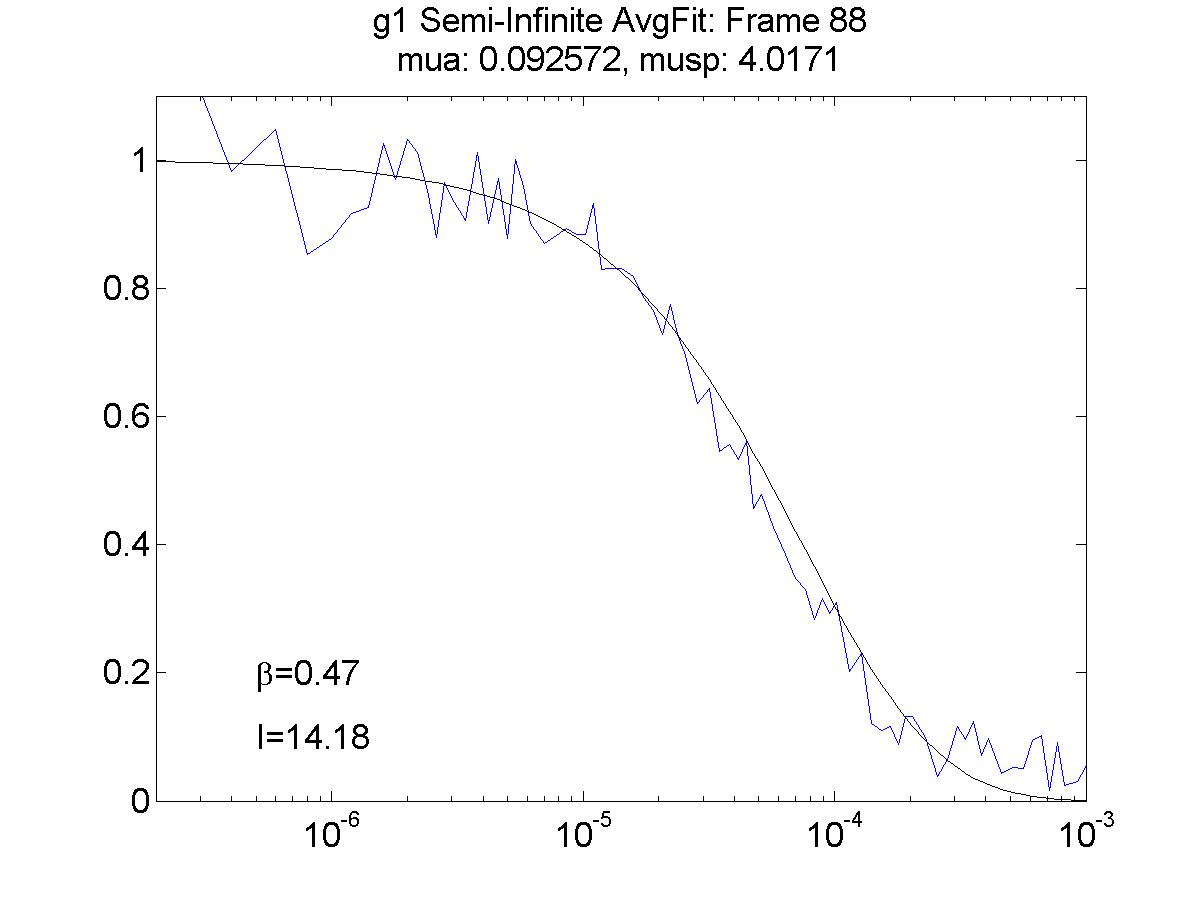 g1 Semi-Infinite AvgFit: Frame 88
mua: 0.092572, musp: 4.0171
1
0.8
0.6
0.4
0.2
0
β=0.47
I=14.18
10^-6
10^-5
10^-4
10^-3